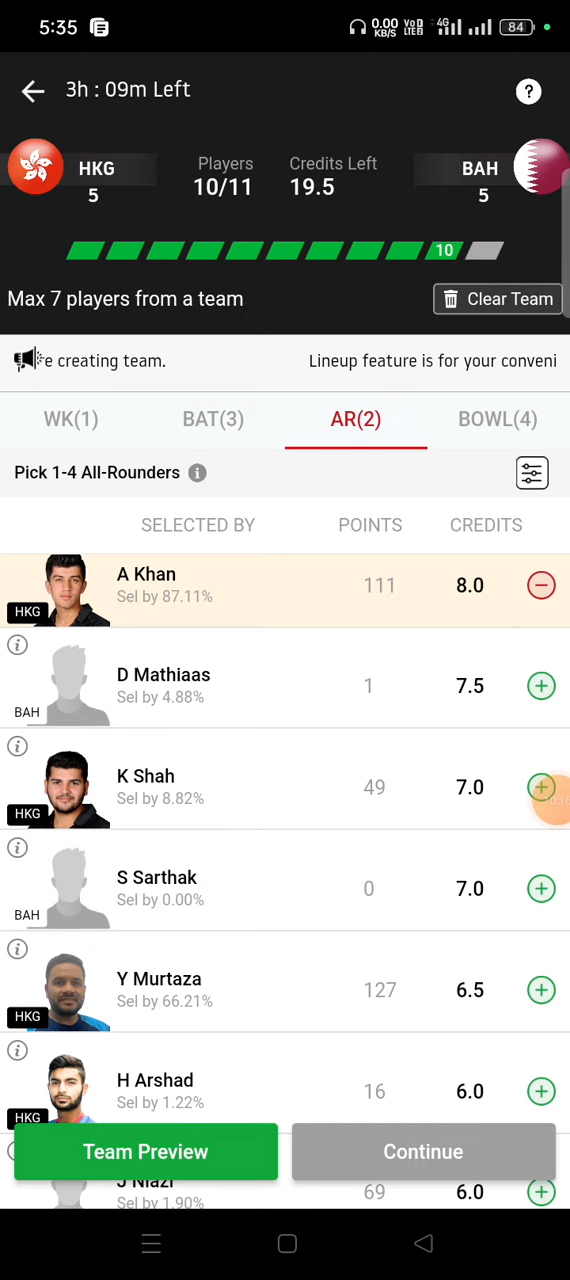 5:35
0.00 KB/S VoD LTE2 4G 84
3h : 09m Left
?
HKG Players Credits Left BAH
5 10/11 19.5 5
10
Max 7 players from a team Clear Team
e creating team. Lineup feature is for your conveni
WK(1) BAT(3) AR(2) BOWL(4)
Pick 1-4 All-Rounders i
SELECTED BY POINTS CREDITS
A Khan
Sel by 87.11% 111 8.0
HKG
i
D Mathiaas
Sel by 4.88% 1 7.5
BAH
i
K Shah
Sel by 8.82% 49 7.0
HKG
i
S Sarthak
Sel by 0.00% 0 7.0
BAH
i
Y Murtaza
Sel by 66.21% 127 6.5
HKG
i
H Arshad
Sel by 1.22% 16 6.0
HKG
Team Preview Continue
J Niazi
Sel by 1.90% 69 6.0